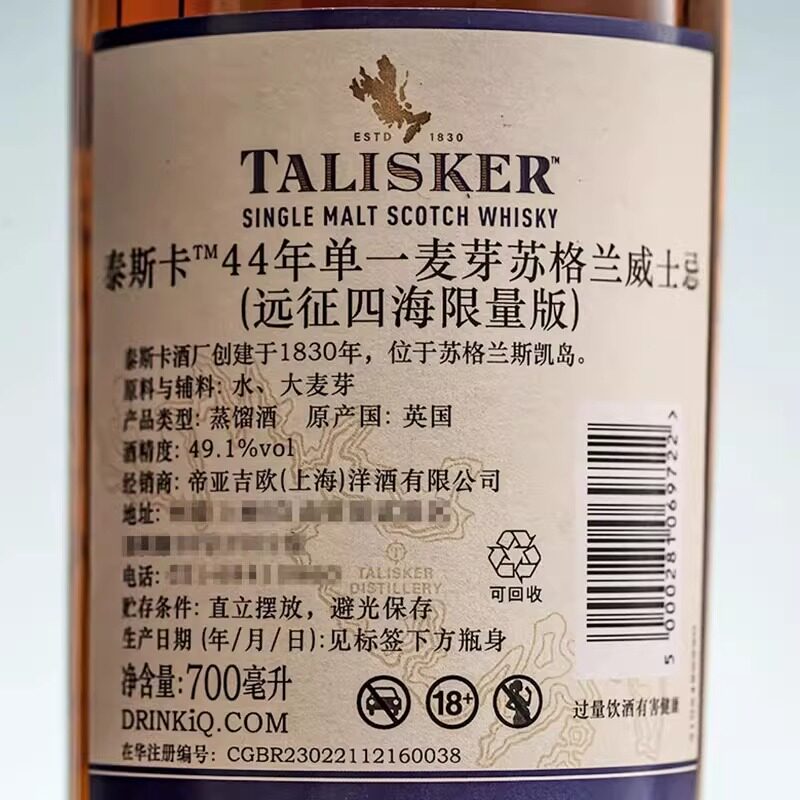 ESTD 1830
TALISKER™
SINGLE MALT SCOTCH WHISKY
泰斯卡™44年单一麦芽苏格兰威士忌
(远征四海限量版)
泰斯卡酒厂创建于1830年，位于苏格兰斯凯岛。
原料与辅料: 水、大麦芽
产品类型: 蒸馏酒 原产国: 英国
酒精度: 49.1%vol
经销商: 帝亚吉欧(上海)洋酒有限公司
地址:
电话:
TALISKER
DISTILLERY
可回收
贮存条件: 直立摆放，避光保存
生产日期 (年/月/日):见标签下方瓶身
净含量:700毫升
18+
过量饮酒有害健康
DRINKiQ.COM
在华注册编号: CGBR23022112160038
5 000281 069722 >